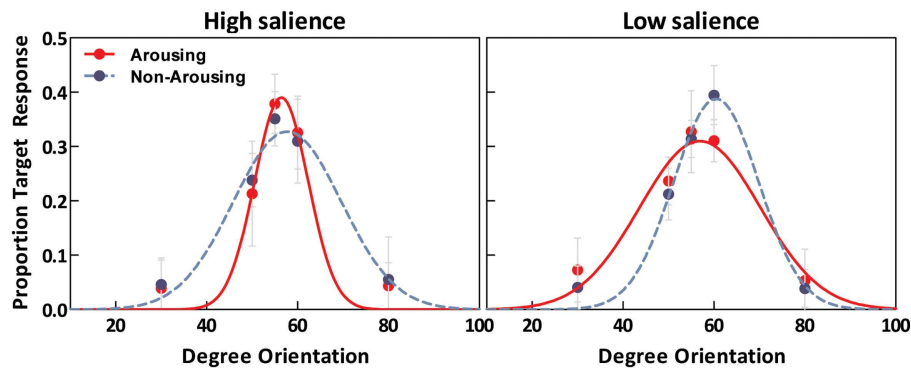 High salience
Low salience
Proportion Target Response
0.5
0.4
0.3
0.2
0.1
0.0
Arousing
Non-Arousing
20 40 60 80 100
20 40 60 80 100
Degree Orientation
Degree Orientation